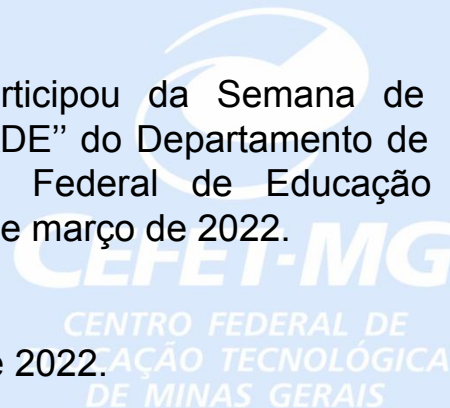 rticipou da Semana de
DE’’ do Departamento de
Federal de Educação
e março de 2022.
CEFET-MG
CENTRO FEDERAL DE
e 2022.
AÇÃO TECNOLÓGICA
DE MINAS GERAIS